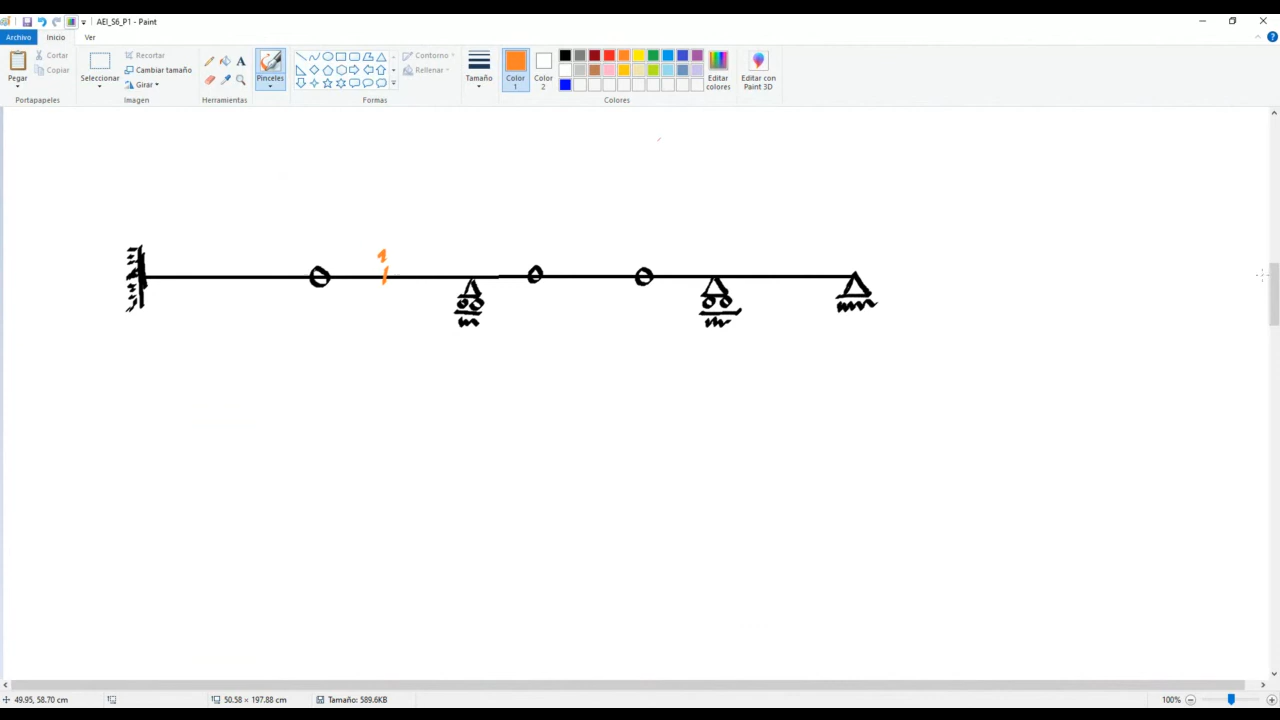 AEI_S6_P1 - Paint
Archivo Inicio Ver
Pegar
Cortar
Copiar
Portapapeles
Seleccionar
Recortar
Cambiar tamaño
Girar
Imagen
A
Herramientas
Pinceles
Contorno
Rellenar
Formas
Tamaño
Color 1
Color 2
Editar colores
Editar con Paint 3D
Colores
1
49.95, 58.70 cm
50.58 × 197.88 cm
Tamaño: 589.6KB
100%